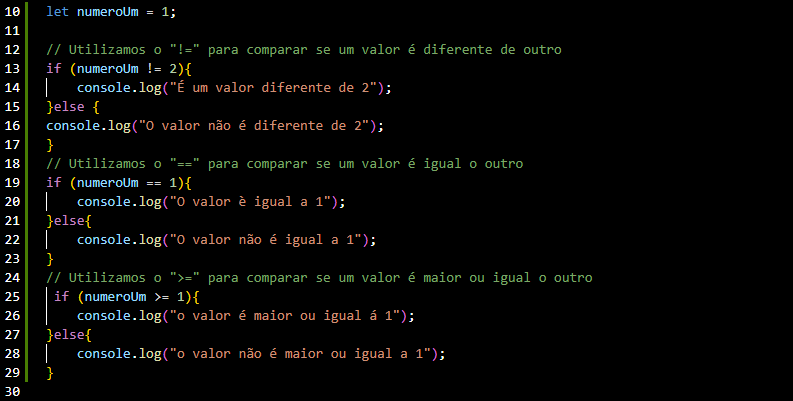 10 let numeroUm = 1;
11
12 // Utilizamos o "!=" para comparar se um valor é diferente de outro
13 if (numeroUm != 2){
14     console.log("É um valor diferente de 2");
15 }else {
16 console.log("O valor não é diferente de 2");
17 }
18 // Utilizamos o "==" para comparar se um valor é igual o outro
19 if (numeroUm == 1){
20     console.log("O valor è igual a 1");
21 }else{
22     console.log("O valor não é igual a 1");
23 }
24 // Utilizamos o ">=" para comparar se um valor é maior ou igual o outro
25  if (numeroUm >= 1){
26     console.log("o valor é maior ou igual á 1");
27 }else{
28     console.log("o valor não é maior ou igual a 1");
29 }
30